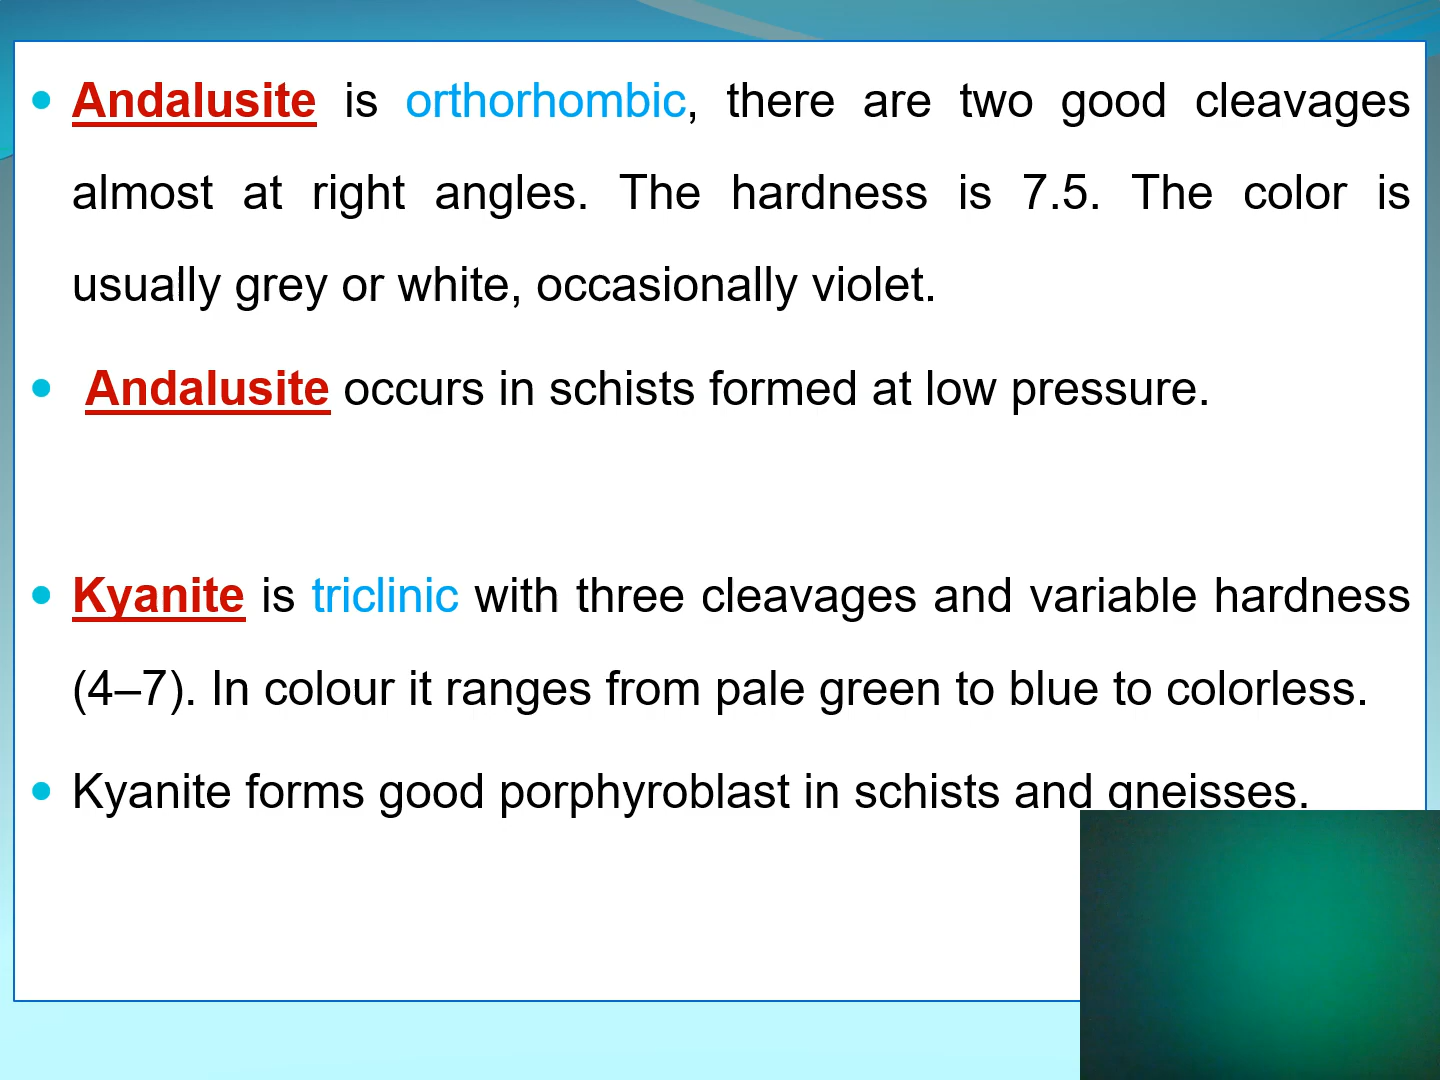 Andalusite is orthorhombic, there are two good cleavages
almost at right angles. The hardness is 7.5. The color is
usually grey or white, occasionally violet.
Andalusite occurs in schists formed at low pressure.
Kyanite is triclinic with three cleavages and variable hardness
(4–7). In colour it ranges from pale green to blue to colorless.
Kyanite forms good porphyroblast in schists and gneisses.